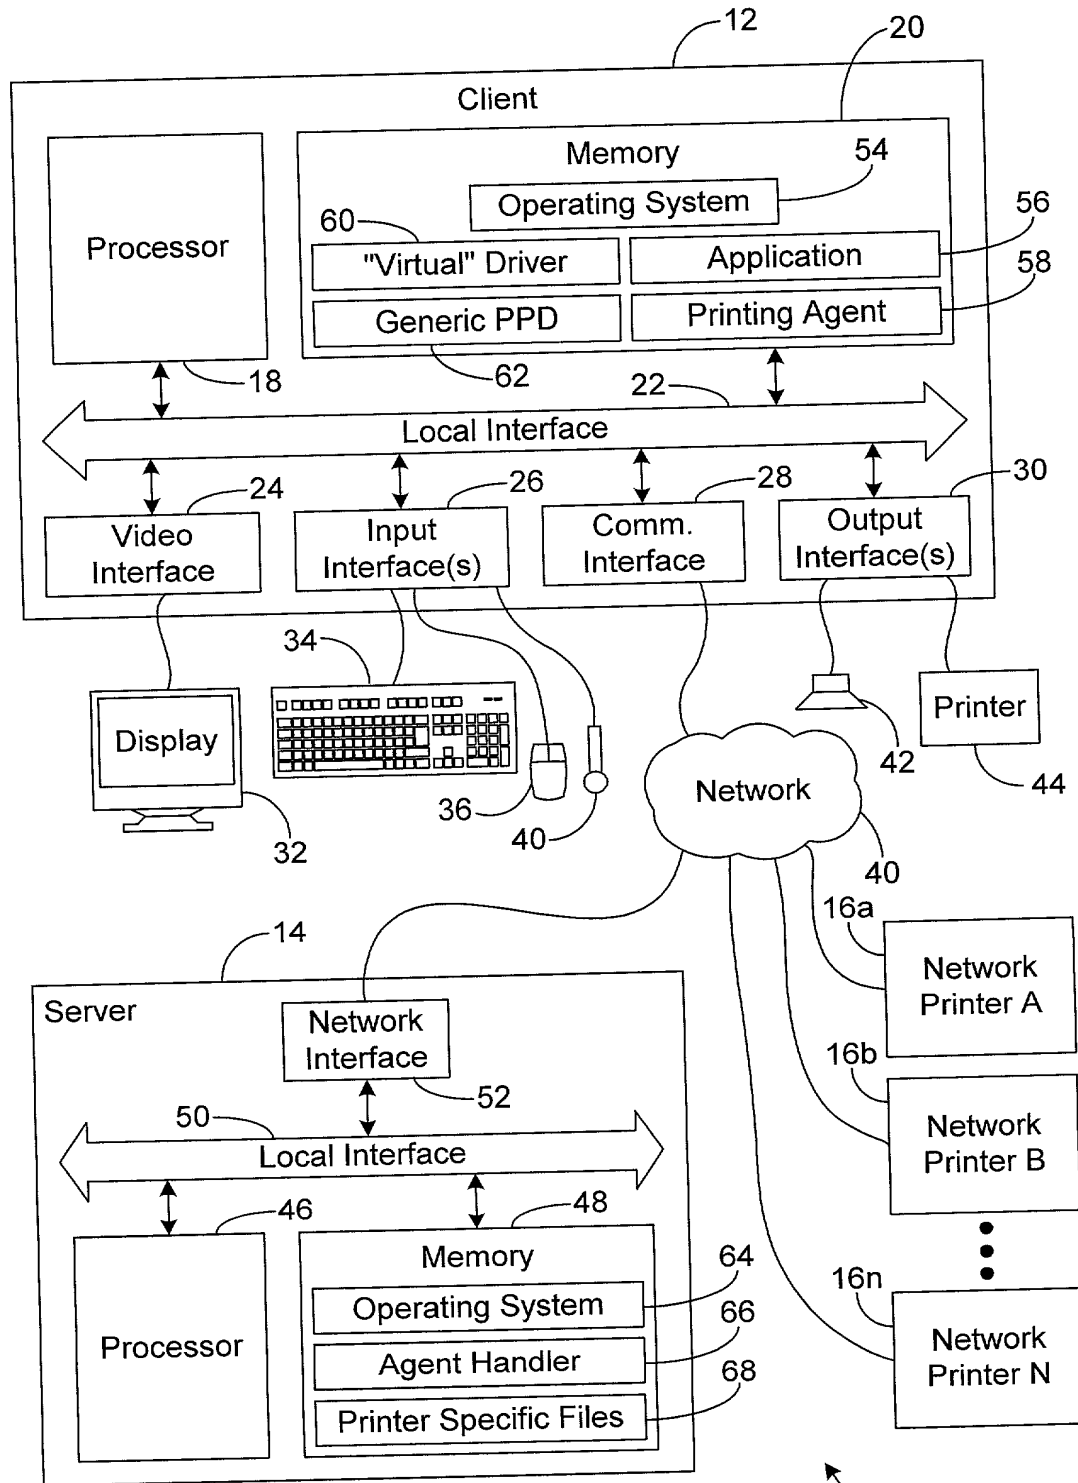 12
20
Client
Memory
54
Operating System
Processor
60
56
"Virtual" Driver
Application
58
Generic PPD
Printing Agent
18
62
22
Local Interface
24
26
28
30
Video
Interface
Input
Interface(s)
Comm.
Interface
Output
Interface(s)
34
Display
Printer
36
40
42
44
32
Network
40
16a
14
Network
Printer A
Server
Network
Interface
52
16b
50
Local Interface
Network
Printer B
46
48
Memory
64
16n
Operating System
Processor
66
Agent Handler
Network
Printer N
68
Printer Specific Files